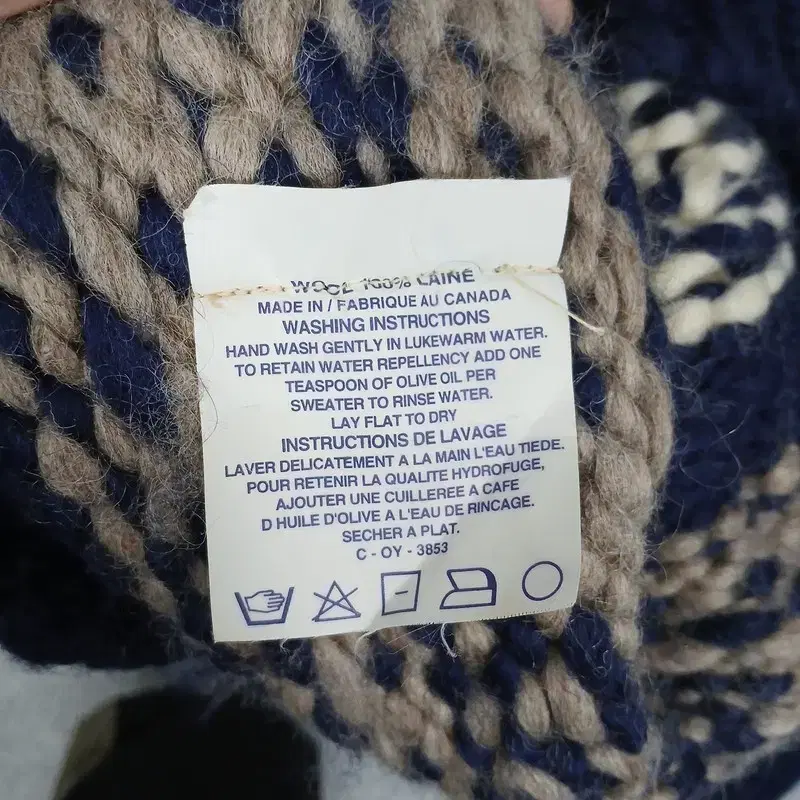 WOOL 100% LAINE
MADE IN / FABRIQUE AU CANADA
WASHING INSTRUCTIONS
HAND WASH GENTLY IN LUKEWARM WATER.
TO RETAIN WATER REPELLENCY ADD ONE
TEASPOON OF OLIVE OIL PER
SWEATER TO RINSE WATER.
LAY FLAT TO DRY
INSTRUCTIONS DE LAVAGE
LAVER DELICATEMENT A LA MAIN L'EAU TIEDE.
POUR RETENIR LA QUALITE HYDROFUGE,
AJOUTER UNE CUILLEREE A CAFE
D HUILE D'OLIVE A L'EAU DE RINCAGE.
SECHER A PLAT.
C - OY - 3853